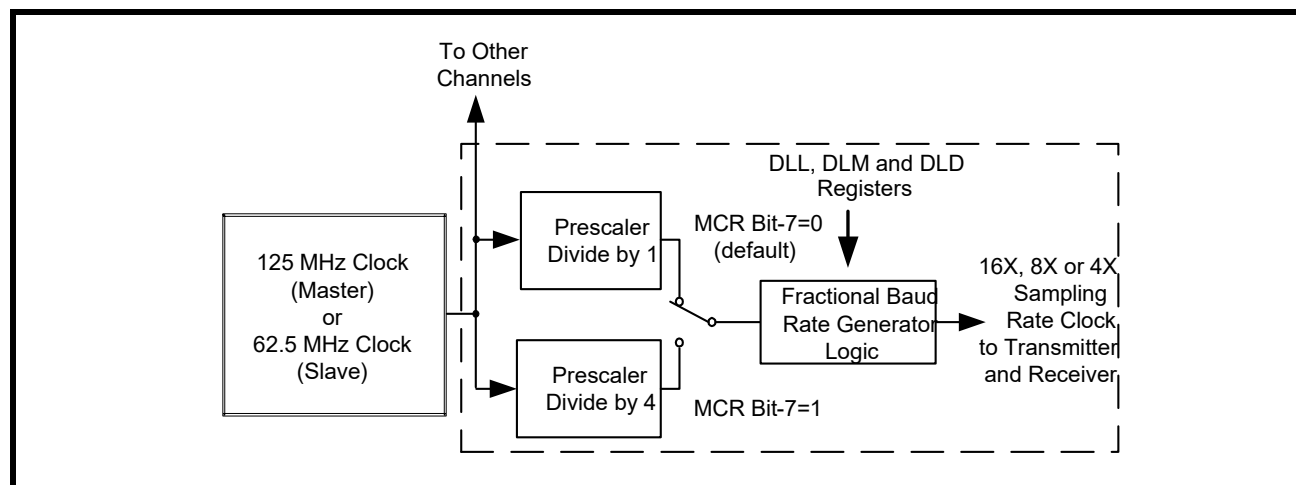 To Other
Channels
DLL, DLM and DLD
Registers
Prescaler
Divide by 1
MCR Bit-7=0
(default)
125 MHz Clock
(Master)
or
62.5 MHz Clock
(Slave)
Fractional Baud
Rate Generator
Logic
16X, 8X or 4X
Sampling
Rate Clock
to Transmitter
and Receiver
Prescaler
Divide by 4
MCR Bit-7=1